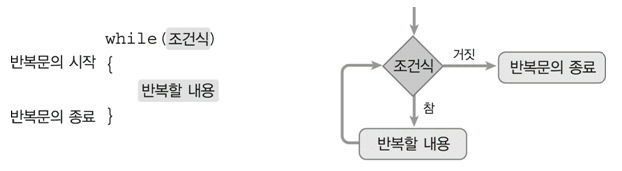 while(조건식)
반복문의 시작 {
반복할 내용
반복문의 종료 }
조건식
거짓
반복문의 종료
참
반복할 내용